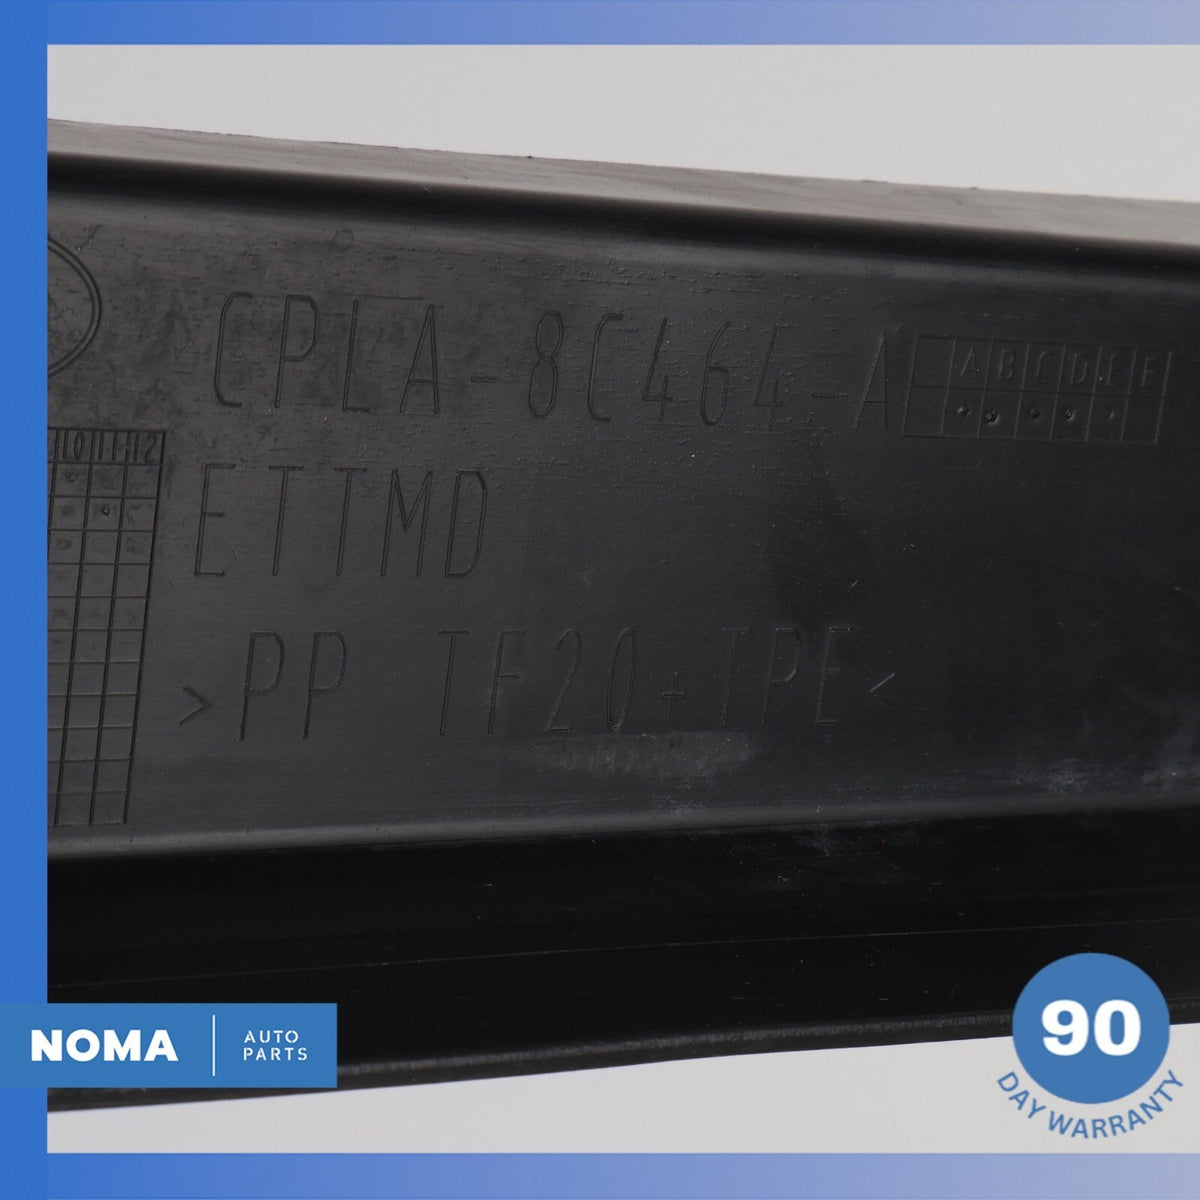 CPLA-8C464-A
A B C D E F
10 11 12
ETTMD
>PP TF20+TPE<
NOMA
AUTO
PARTS
90
DAY WARRANTY